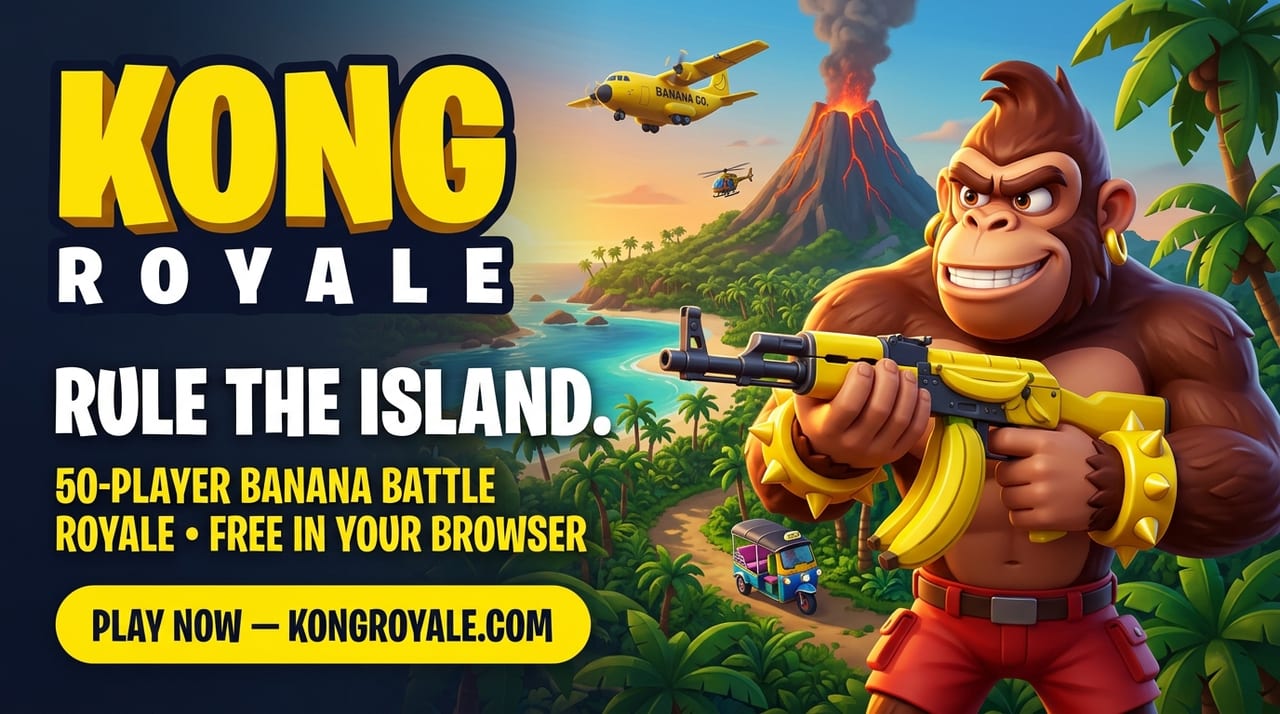 KONG
ROYALE
BANANA CO.
RULE THE ISLAND.
50-PLAYER BANANA BATTLE
ROYALE • FREE IN YOUR BROWSER
PLAY NOW — KONGROYALE.COM